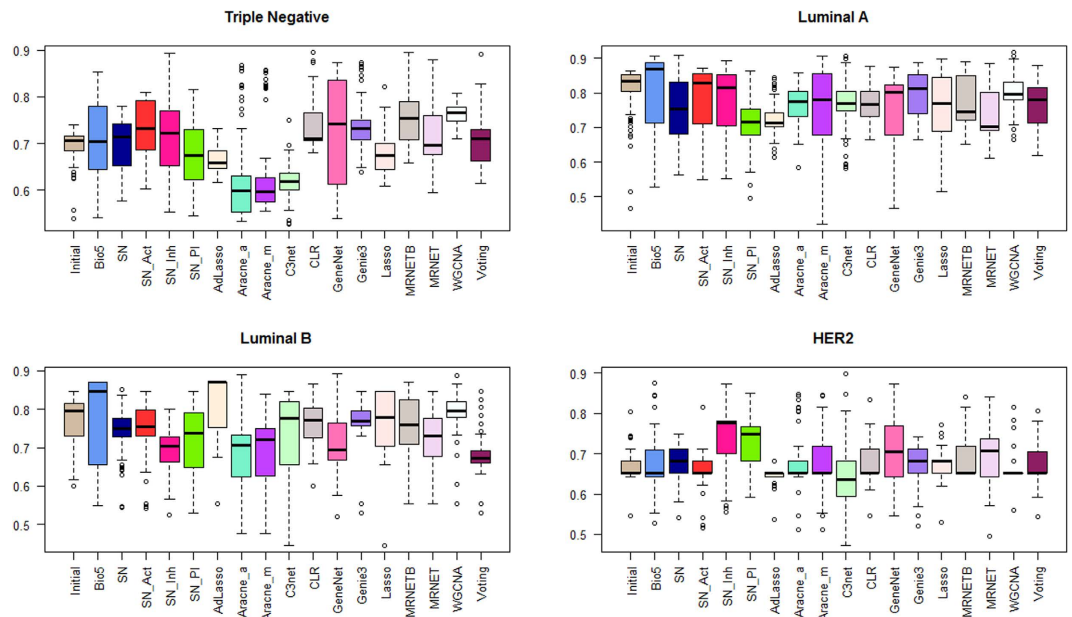 Triple Negative
0.9
0.8
0.7
0.6
Initial
Bio5
SN
SN_Act
SN_Inh
SN_PI
AdLasso
Aracne_a
Aracne_m
C3net
CLR
GeneNet
Genie3
Lasso
MRNETB
MRNET
WGCNA
Voting
Luminal A
0.9
0.8
0.7
0.6
0.5
Initial
Bio5
SN
SN_Act
SN_Inh
SN_PI
AdLasso
Aracne_a
Aracne_m
C3net
CLR
GeneNet
Genie3
Lasso
MRNETB
MRNET
WGCNA
Voting
Luminal B
0.9
0.8
0.7
0.6
0.5
Initial
Bio5
SN
SN_Act
SN_Inh
SN_PI
AdLasso
Aracne_a
Aracne_m
C3net
CLR
GeneNet
Genie3
Lasso
MRNETB
MRNET
WGCNA
Voting
HER2
0.9
0.8
0.7
0.6
0.5
Initial
Bio5
SN
SN_Act
SN_Inh
SN_PI
AdLasso
Aracne_a
Aracne_m
C3net
CLR
GeneNet
Genie3
Lasso
MRNETB
MRNET
WGCNA
Voting